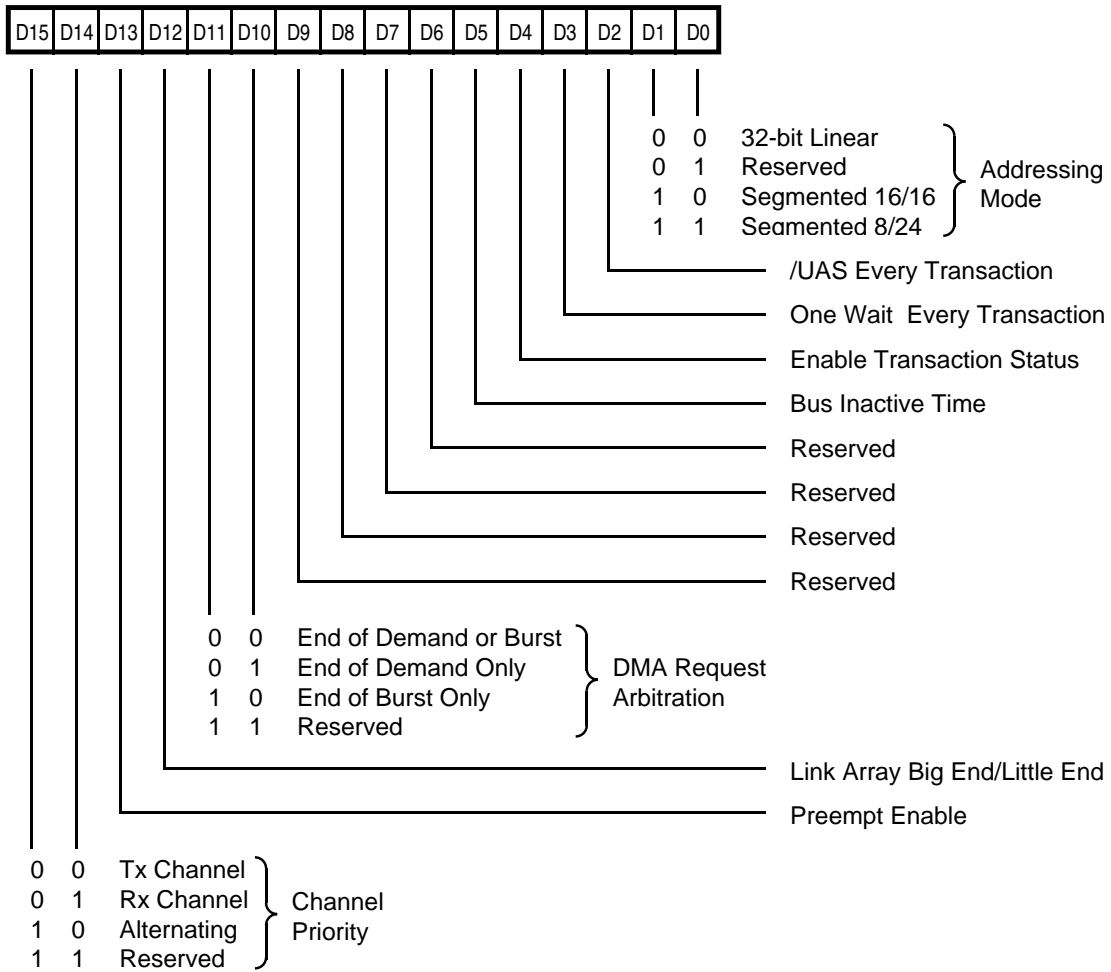 D15 D14 D13 D12 D11 D10 D9 D8 D7 D6 D5 D4 D3 D2 D1 D0
0 0 32-bit Linear
0 1 Reserved
1 0 Segmented 16/16
1 1 Segmented 8/24
Addressing
Mode
/UAS Every Transaction
One Wait Every Transaction
Enable Transaction Status
Bus Inactive Time
Reserved
Reserved
Reserved
Reserved
0 0 End of Demand or Burst
0 1 End of Demand Only
1 0 End of Burst Only
1 1 Reserved
DMA Request
Arbitration
Link Array Big End/Little End
Preempt Enable
0 0 Tx Channel
0 1 Rx Channel
1 0 Alternating
1 1 Reserved
Channel
Priority